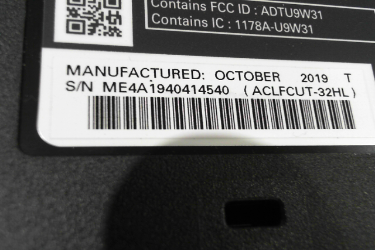 Contains FCC ID : ADTU9W31
Contains IC : 1178A-U9W31
MANUFACTURED: OCTOBER 2019 T
S/N ME4A1940414540 (ACLFCUT-32HL)